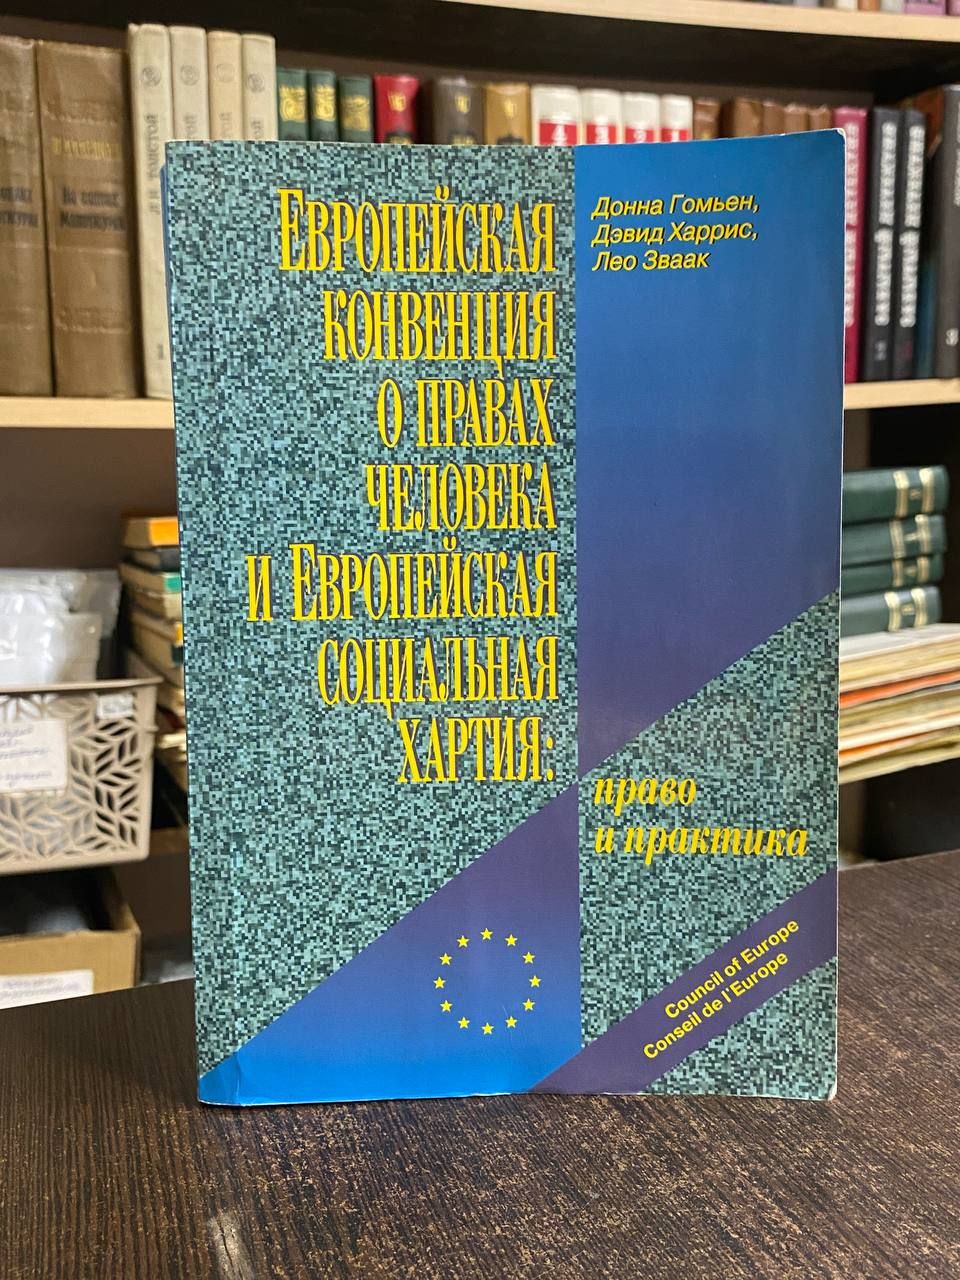 Европейская
конвенция
о правах
человека
и Европейская
социальная
хартия:
Донна Гомьен,
Дэвид Харрис,
Лео Зваак
право
и практика
Council of Europe
Conseil de l'Europe